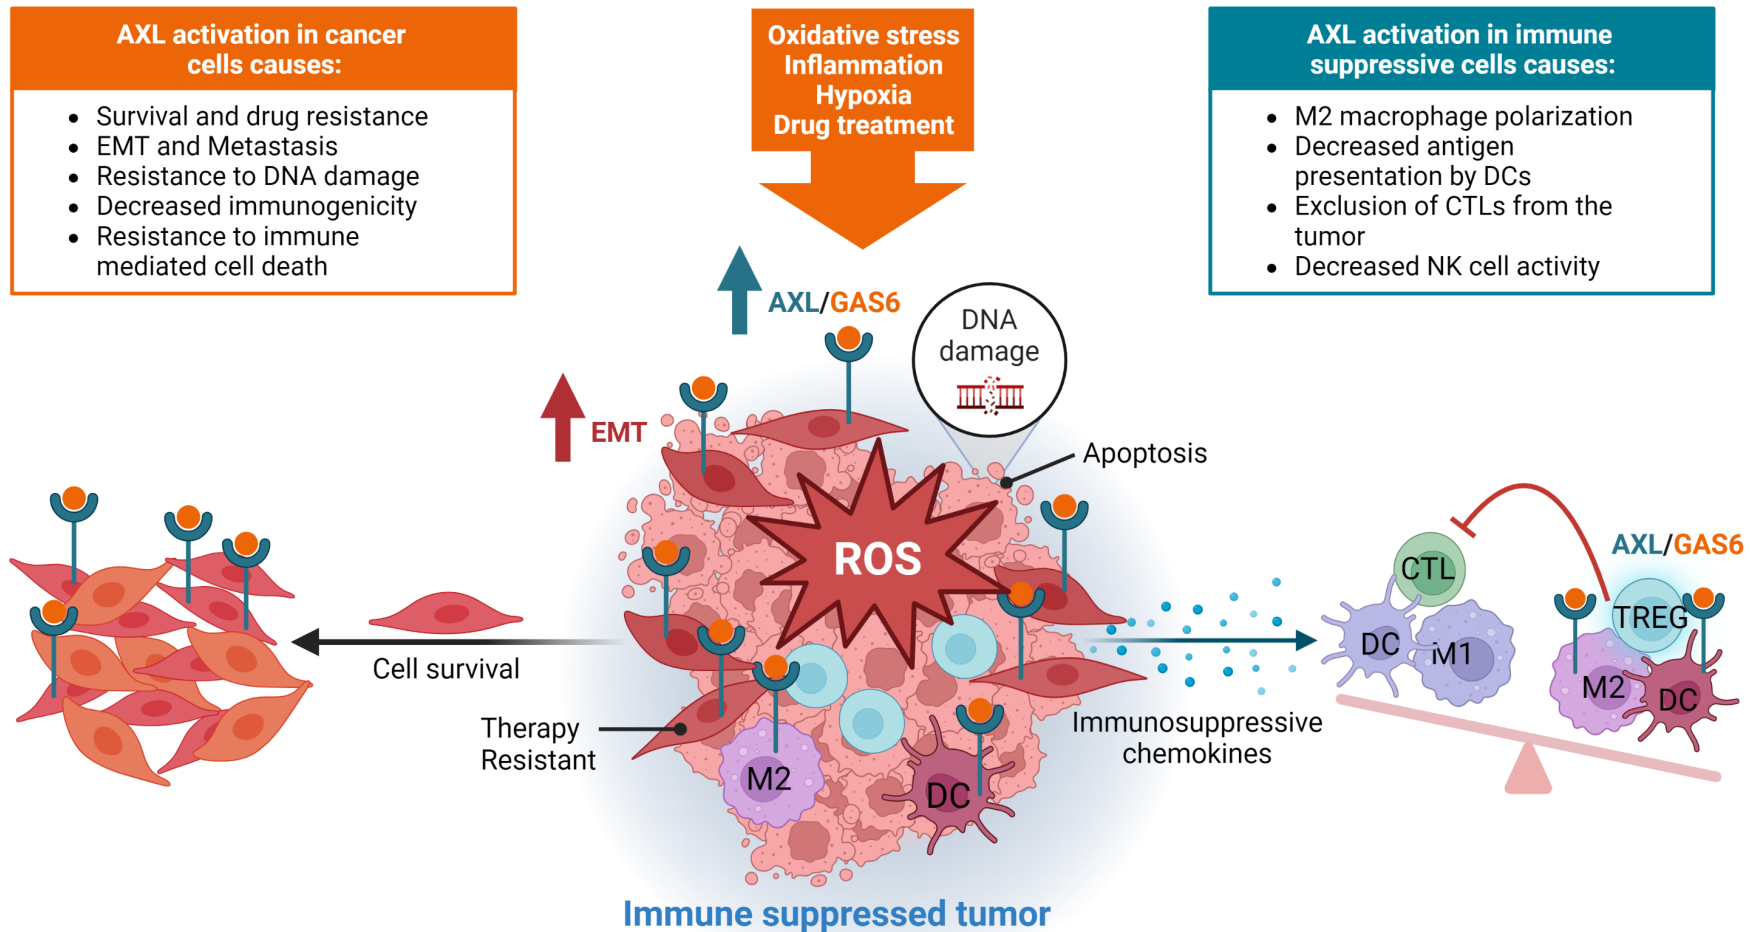 AXL activation in cancer
cells causes:
• Survival and drug resistance
• EMT and Metastasis
• Resistance to DNA damage
• Decreased immunogenicity
• Resistance to immune
mediated cell death
Oxidative stress
Inflammation
Hypoxia
Drug treatment
AXL activation in immune
suppressive cells causes:
• M2 macrophage polarization
• Decreased antigen
presentation by DCs
• Exclusion of CTLs from the
tumor
• Decreased NK cell activity
AXL/GAS6
DNA
damage
EMT
Apoptosis
ROS
Cell survival
Therapy
Resistant
M2
DC
Immunosuppressive
chemokines
CTL
DC
M1
AXL/GAS6
TREG
M2
DC
Immune suppressed tumor